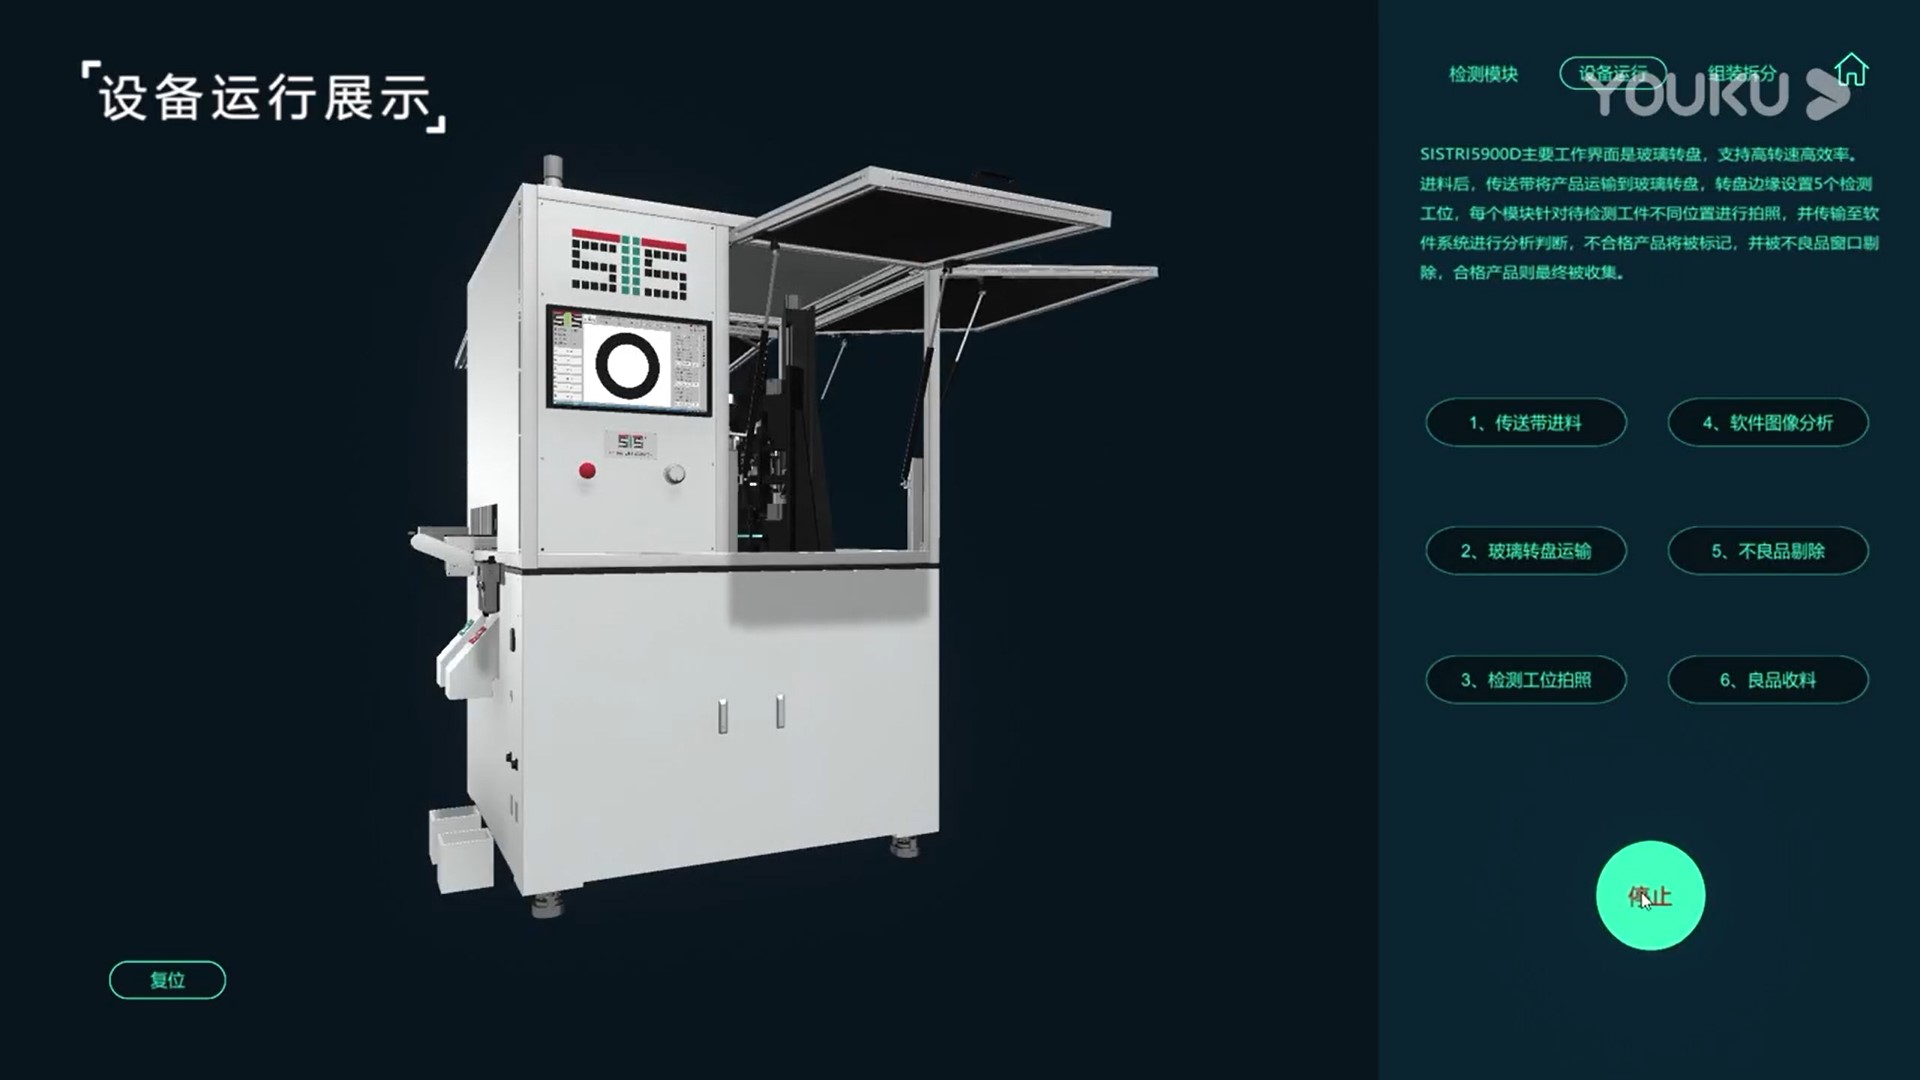 设备运行展示
检测模块
设备运行
组装拆分
YOUKU
SISTRI5900D主要工作界面是玻璃转盘，支持高转速高效率。
进料后，传送带将产品运输到玻璃转盘，转盘边缘设置5个检测
工位，每个模块针对待检测工件不同位置进行拍照，并传输至软
件系统进行分析判断，不合格产品将被标记，并被不良品窗口剔
除，合格产品则最终被收集。
SIS
SIS
1、传送带进料
4、软件图像分析
2、玻璃转盘运输
5、不良品剔除
3、检测工位拍照
6、良品收料
停止
复位